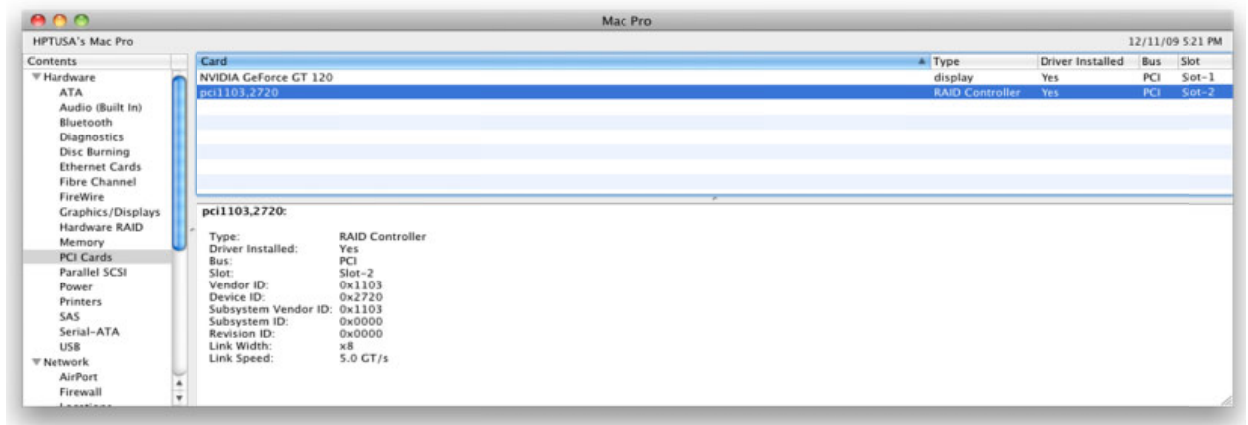 Mac Pro
HPTUSA's Mac Pro 12/11/09 5:21 PM
Contents
Hardware
ATA
Audio (Built In)
Bluetooth
Diagnostics
Disc Burning
Ethernet Cards
Fibre Channel
FireWire
Graphics/Displays
Hardware RAID
Memory
PCI Cards
Parallel SCSI
Power
Printers
SAS
Serial-ATA
USB
Network
AirPort
Firewall
Card Type Driver Installed Bus Slot
NVIDIA GeForce GT 120 display Yes PCI Slot-1
pci1103,2720 RAID Controller Yes PCI Slot-2
pci1103,2720:
Type: RAID Controller
Driver Installed: Yes
Bus: PCI
Slot: Slot-2
Vendor ID: 0x1103
Device ID: 0x2720
Subsystem Vendor ID: 0x1103
Subsystem ID: 0x0000
Revision ID: 0x0000
Link Width: x8
Link Speed: 5.0 GT/s